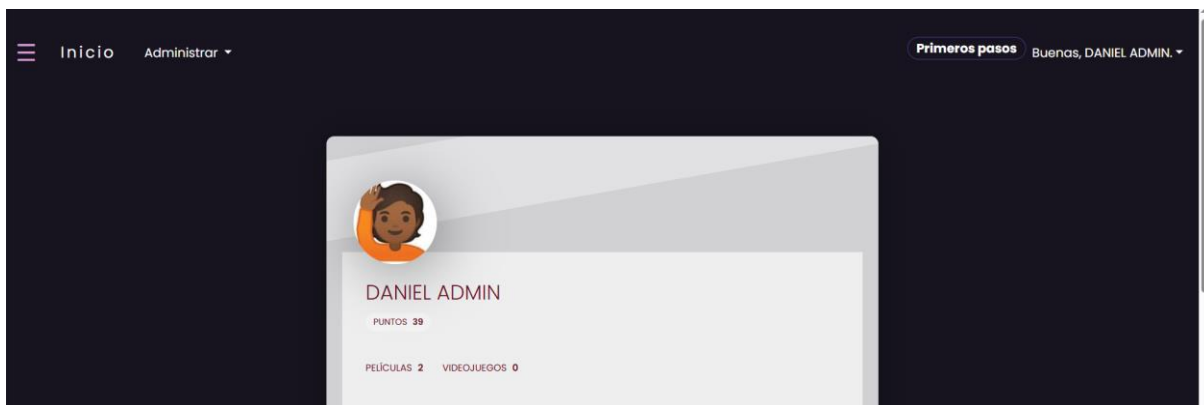 Inicio Administrar Primeros pasos Buenas, DANIEL ADMIN.
DANIEL ADMIN
PUNTOS 39
PELÍCULAS 2 VIDEOJUEGOS 0